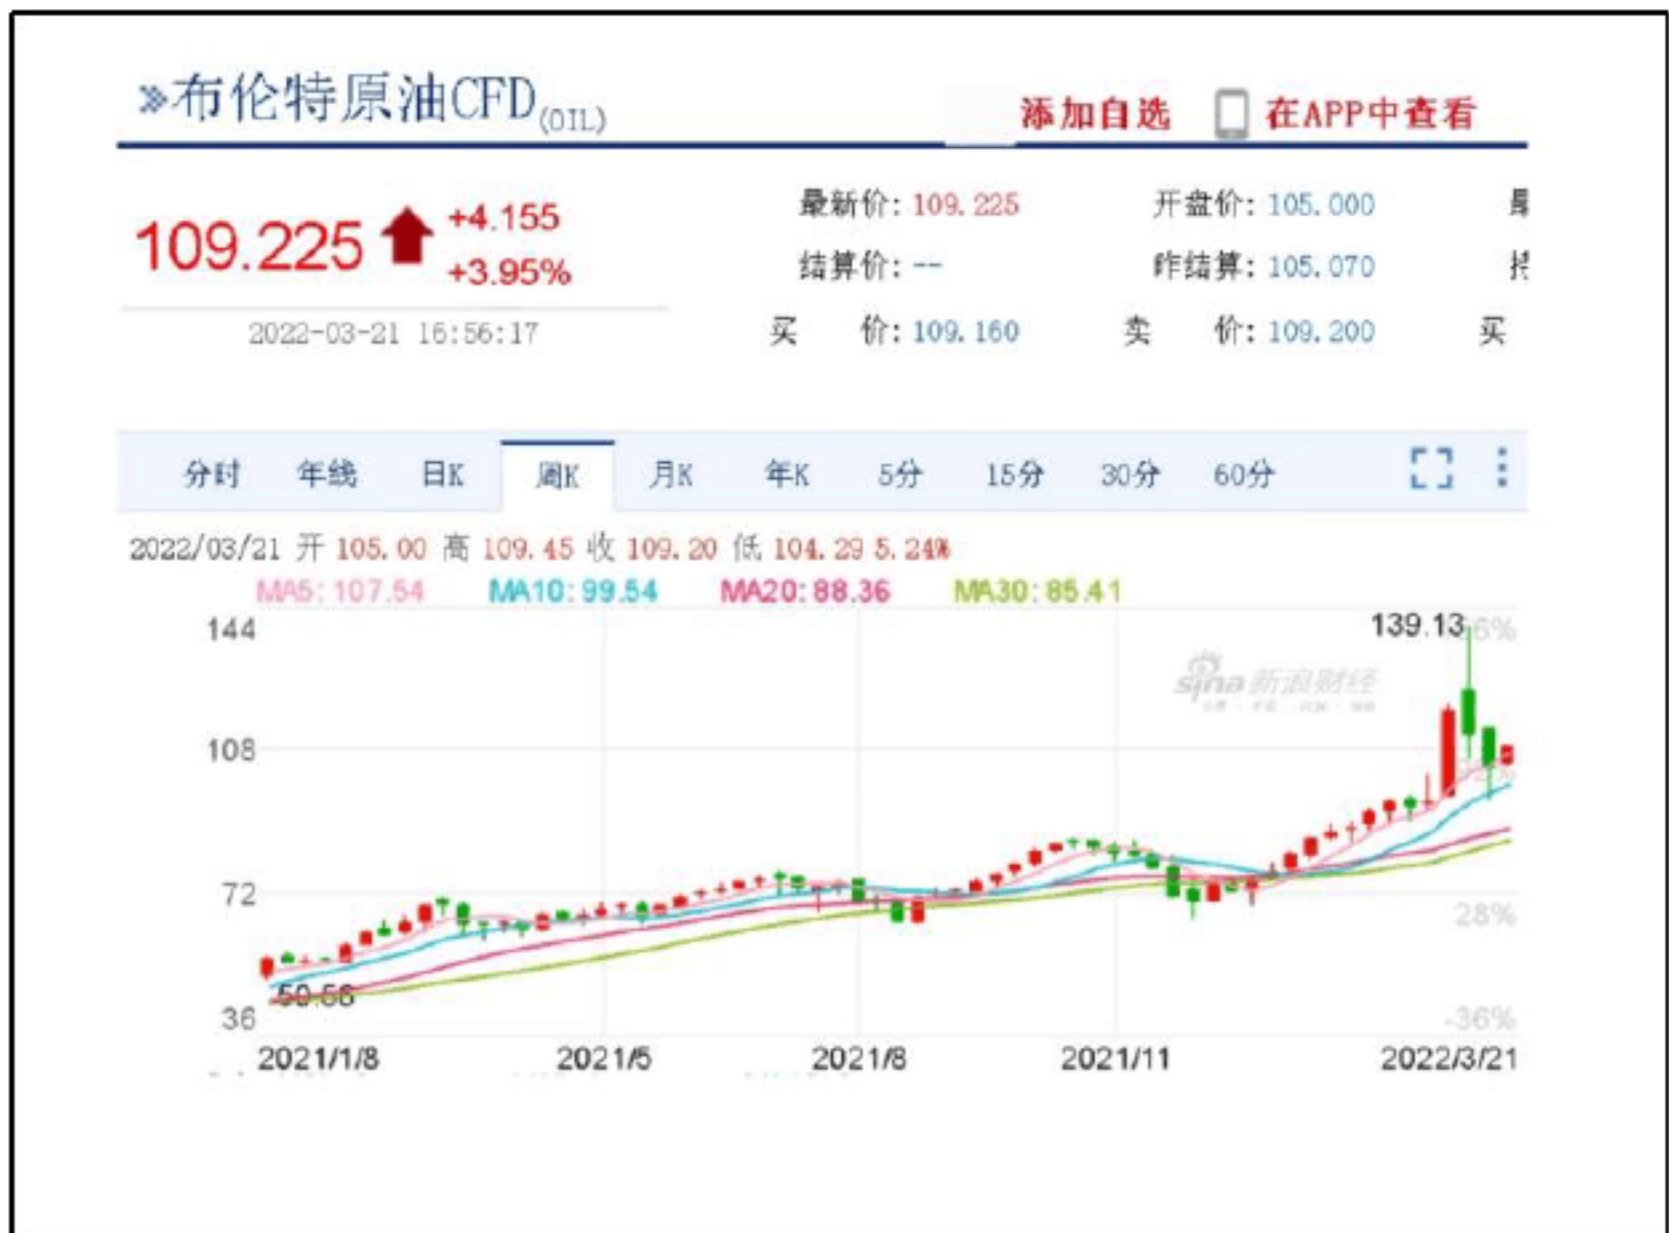 »布伦特原油CFD(OIL) 添加自选 在APP中查看
109.225 +4.155
+3.95%
2022-03-21 16:56:17
最新价: 109.225 开盘价: 105.000
结算价: -- 昨结算: 105.070
买 价: 109.160 卖 价: 109.200 买
分时 年线 日K 周K 月K 年K 5分 15分 30分 60分
2022/03/21 开 105.00 高 109.45 收 109.20 低 104.29 5.24%
MA5:107.54 MA10:99.54 MA20:88.36 MA30:85.41
144 139.13
sina 新浪财经
108
72
28%
50.56
36 -36%
2021/1/8 2021/5 2021/8 2021/11 2022/3/21